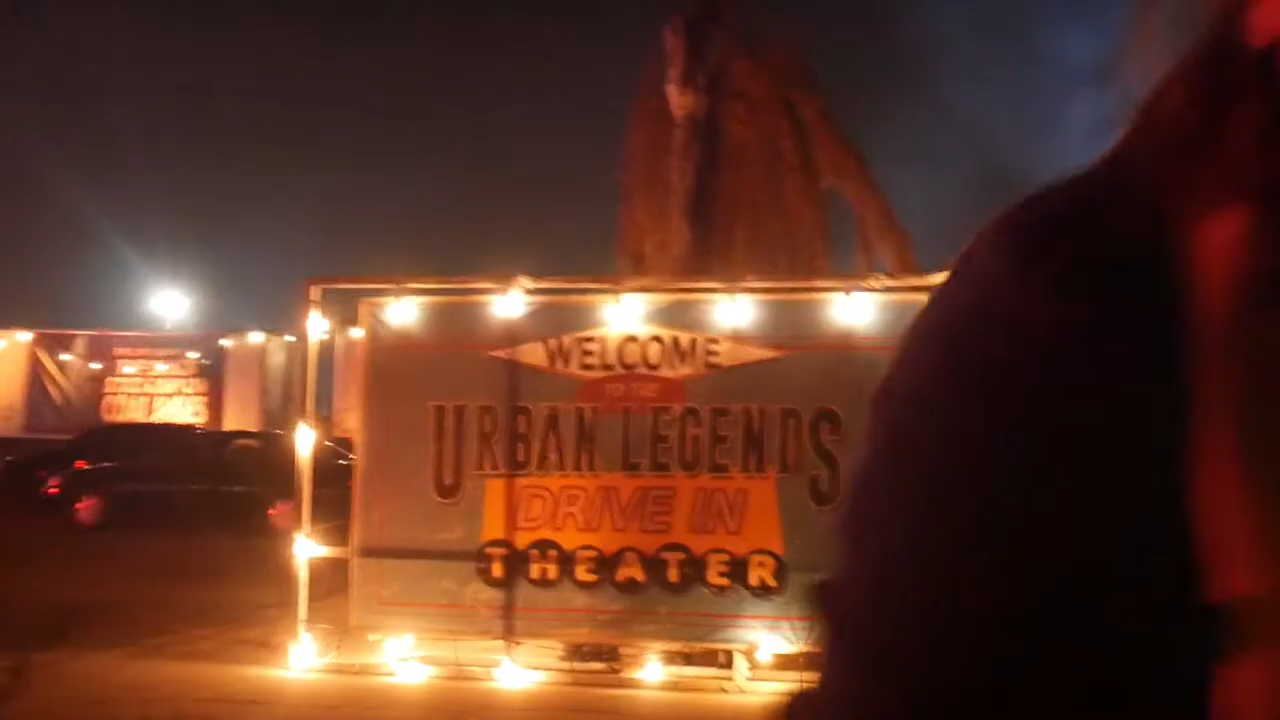 WELCOME
TO THE
URBAN LEGENDS
DRIVE IN
THEATER